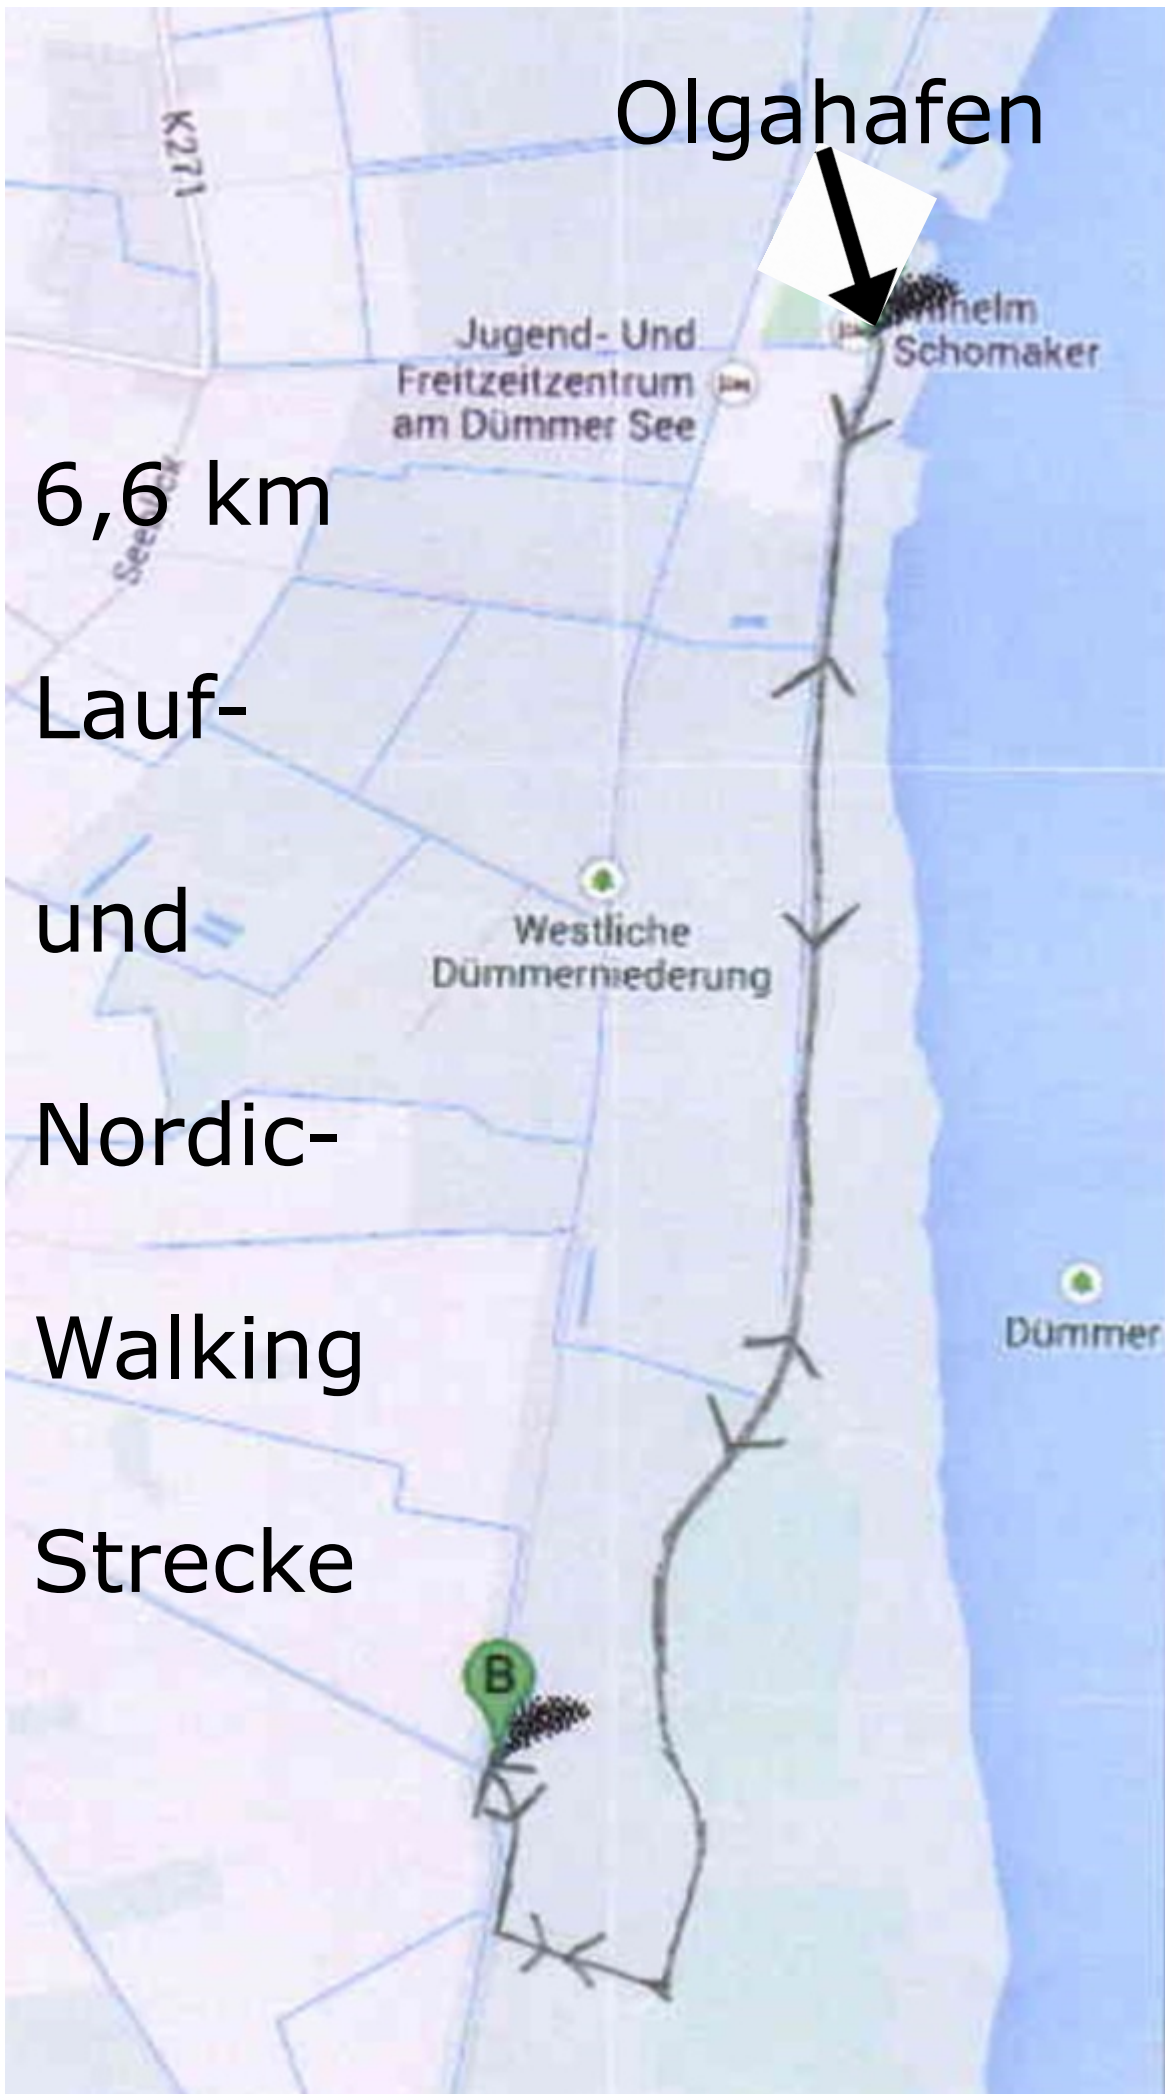 Olgahafen
K271
Jugend- Und
Freitzeitzentrum
am Dümmer See
Schomaker
6,6 km
Lauf-
und
Westliche
Dümmerniederung
Nordic-
Walking
Dümmer
Strecke
B